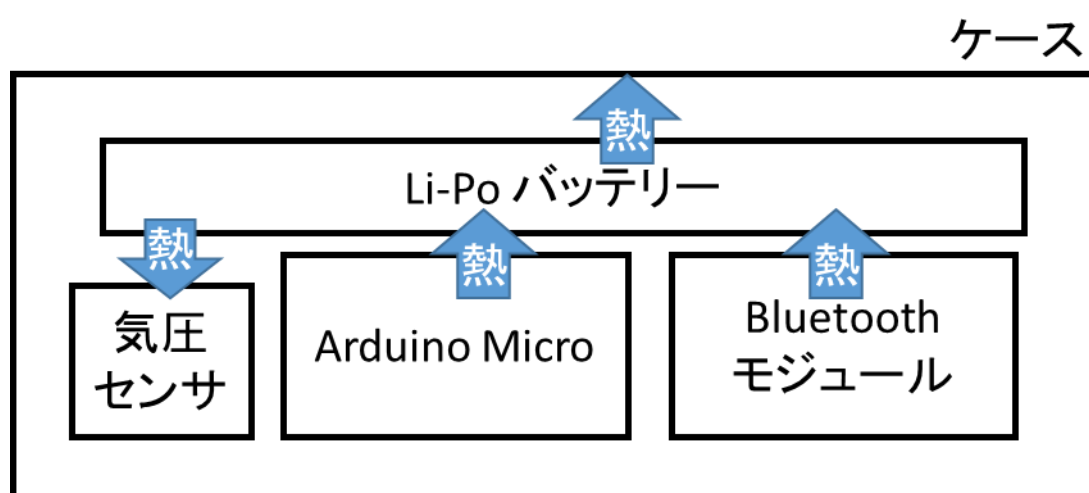 ケース
熱
Li-Po バッテリー
熱
熱
熱
気圧
センサ
Arduino Micro
Bluetooth
モジュール